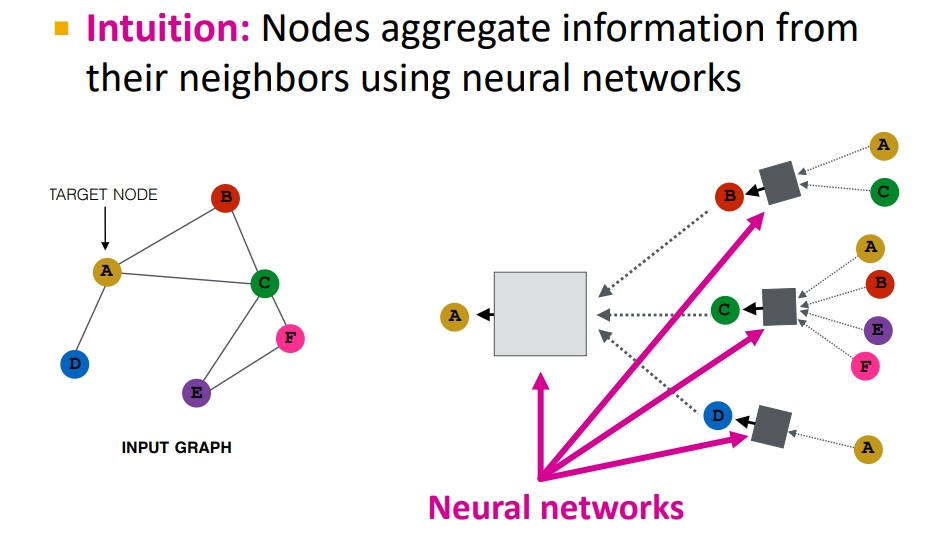 Intuition: Nodes aggregate information from
their neighbors using neural networks
TARGET NODE
B
A
C
F
D
E
INPUT GRAPH
A
B
A
C
C
A
B
E
F
D
A
Neural networks